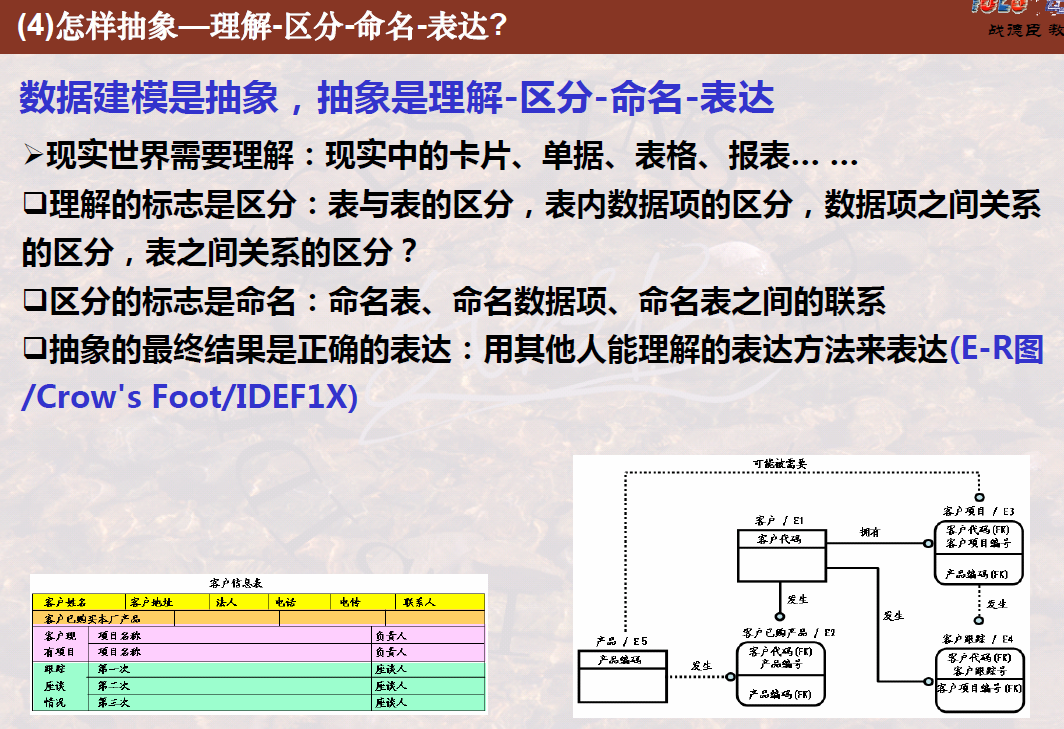 (4)怎样抽象—理解-区分-命名-表达?
战德臣 教
数据建模是抽象，抽象是理解-区分-命名-表达
现实世界需要理解：现实中的卡片、单据、表格、报表… …
理解的标志是区分：表与表的区分，表内数据项的区分，数据项之间关系
的区分，表之间关系的区分？
区分的标志是命名：命名表、命名数据项、命名表之间的联系
抽象的最终结果是正确的表达：用其他人能理解的表达方法来表达(E-R图
/Crow's Foot/IDEF1X)
客户信息表
客户姓名 客户地址 法人 电话 电传 联系人
客户已购买本厂产品
客户现 项目名称 负责人
有项目 项目名称 负责人
跟踪 第一次 座谈人
座谈 第二次 座谈人
情况 第三次 座谈人
可能被需要
客户 / E1
客户代码
拥有
客户项目 / E3
客户代码(FK)
客户项目编号
产品编码(FK)
发生
发生
发生
客户已购产品 / E2
客户代码(FK)
产品编号
产品编码(FK)
产品 / E5
产品编码
发生
客户跟踪 / E4
客户代码(FK)
客户跟踪号
客户项目编号(FK)